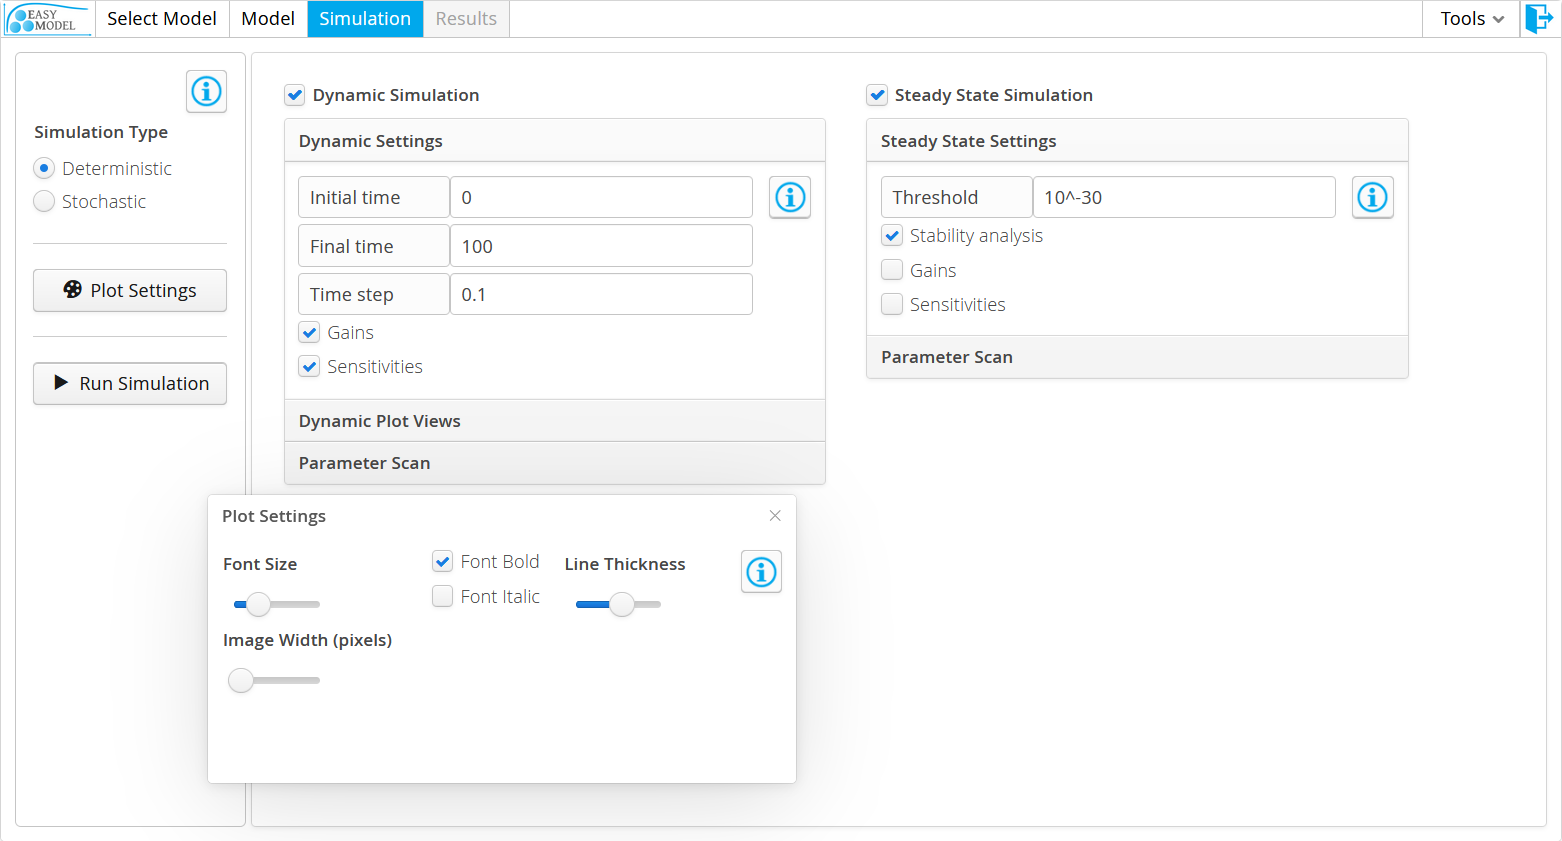 EASY
MODEL
Select Model
Model
Simulation
Results
Tools
Simulation Type
Deterministic
Stochastic
Plot Settings
Run Simulation
Dynamic Simulation
Dynamic Settings
Initial time 0
Final time 100
Time step 0.1
Gains
Sensitivities
Dynamic Plot Views
Parameter Scan
Steady State Simulation
Steady State Settings
Threshold 10^-30
Stability analysis
Gains
Sensitivities
Parameter Scan
Plot Settings
Font Size
Font Bold
Font Italic
Line Thickness
Image Width (pixels)